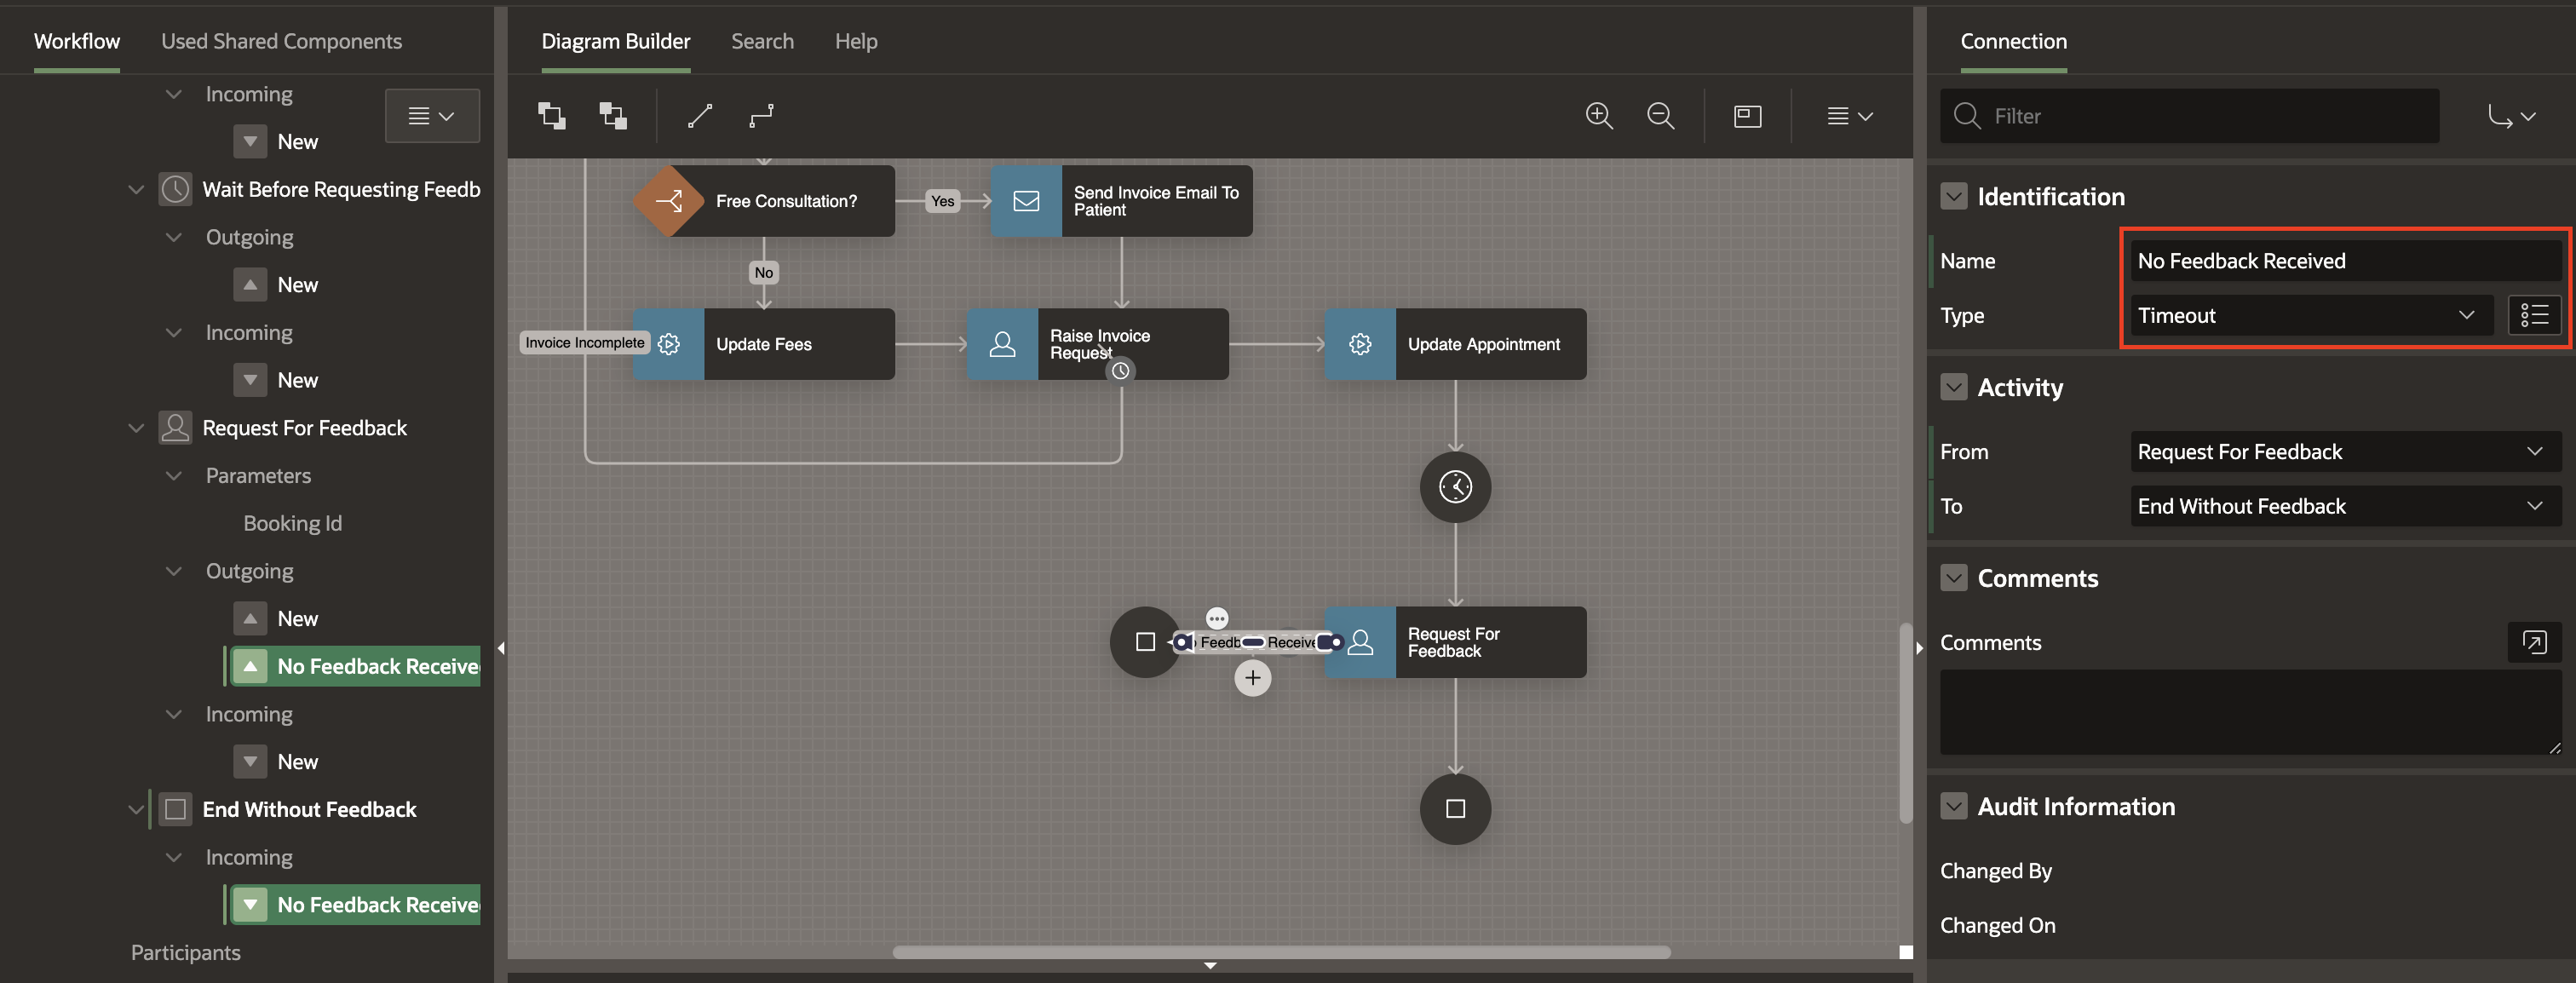 Workflow
Used Shared Components
Incoming
New
Wait Before Requesting Feedb
Outgoing
New
Incoming
New
Request For Feedback
Parameters
Booking Id
Outgoing
New
No Feedback Receive
Incoming
New
End Without Feedback
Incoming
No Feedback Receive
Participants
Diagram Builder
Search
Help
Free Consultation?
Yes
Send Invoice Email To
Patient
No
Invoice Incomplete
Update Fees
Raise Invoice
Request
Update Appointment
Feedb Receive
Request For
Feedback
Connection
Filter
Identification
Name
No Feedback Received
Type
Timeout
Activity
From
Request For Feedback
To
End Without Feedback
Comments
Comments
Audit Information
Changed By
Changed On